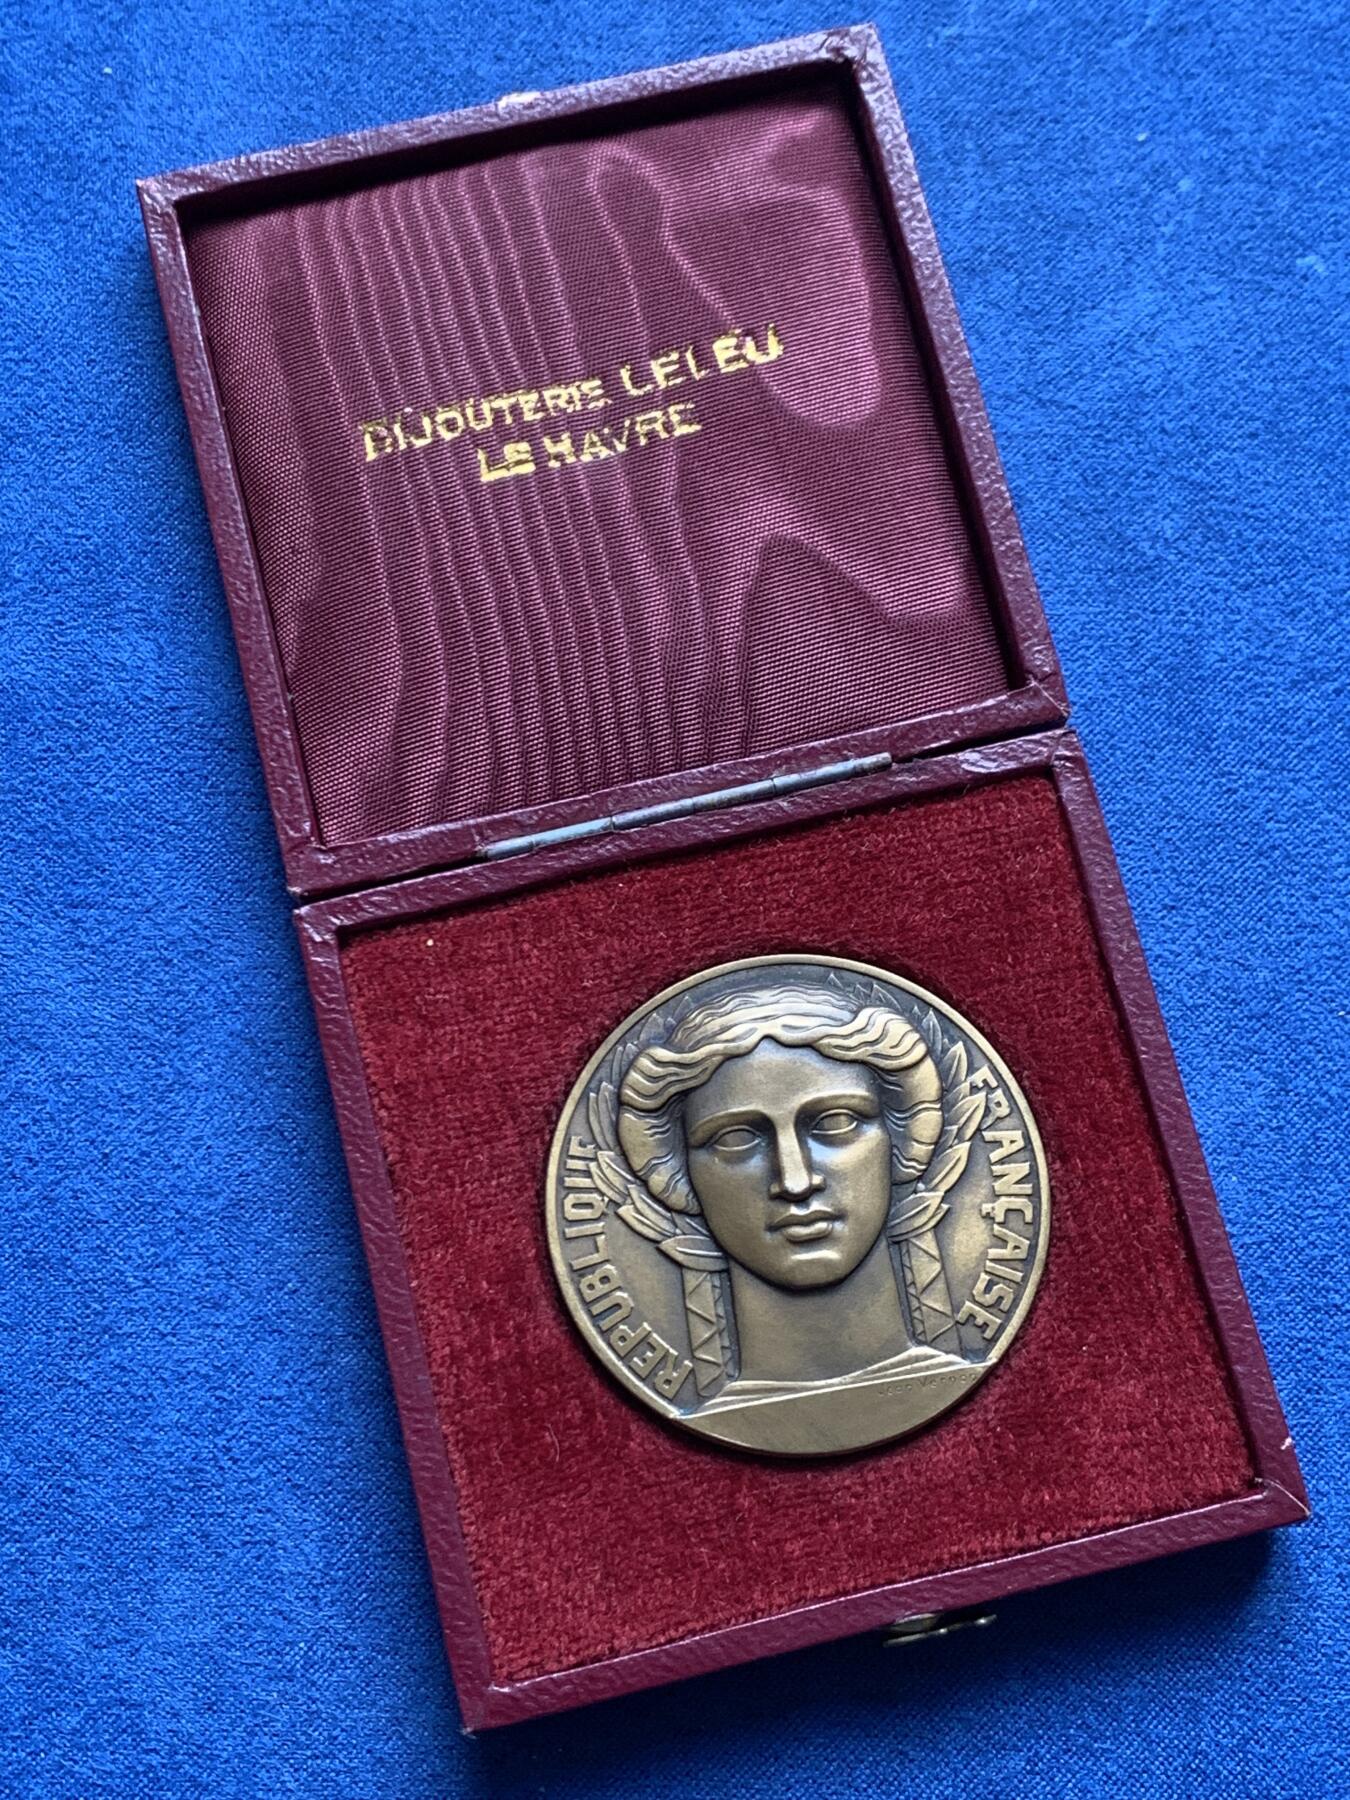 BIJOUTERIE LELEU
LE HAVRE
REPUBLIQUE
FRANÇAISE